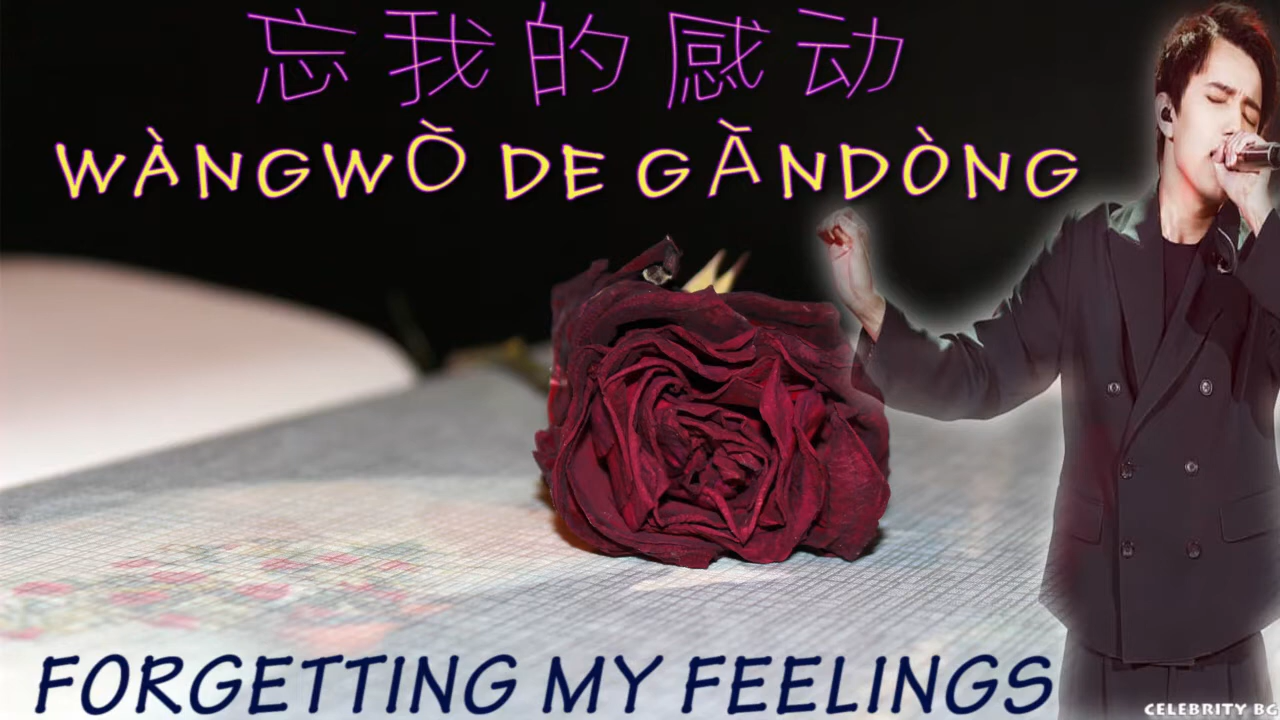 忘我的感动
WÀNGWǑ DE GǍNDÒNG
FORGETTING MY FEELINGS
CELEBRITY BG